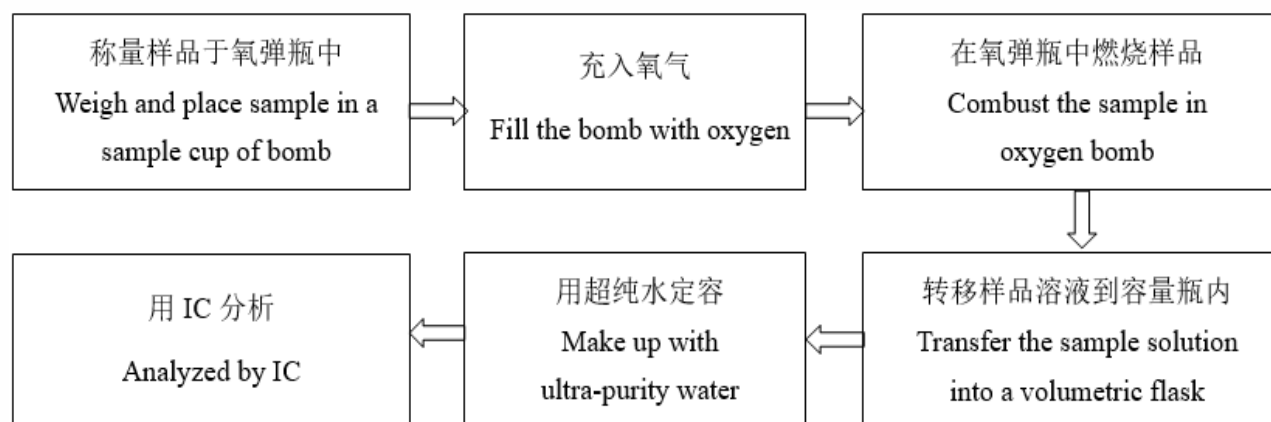 称量样品于氧弹瓶中
Weigh and place sample in a
sample cup of bomb
充入氧气
Fill the bomb with oxygen
在氧弹瓶中燃烧样品
Combust the sample in
oxygen bomb
转移样品溶液到容量瓶内
Transfer the sample solution
into a volumetric flask
用超纯水定容
Make up with
ultra-purity water
用 IC 分析
Analyzed by IC